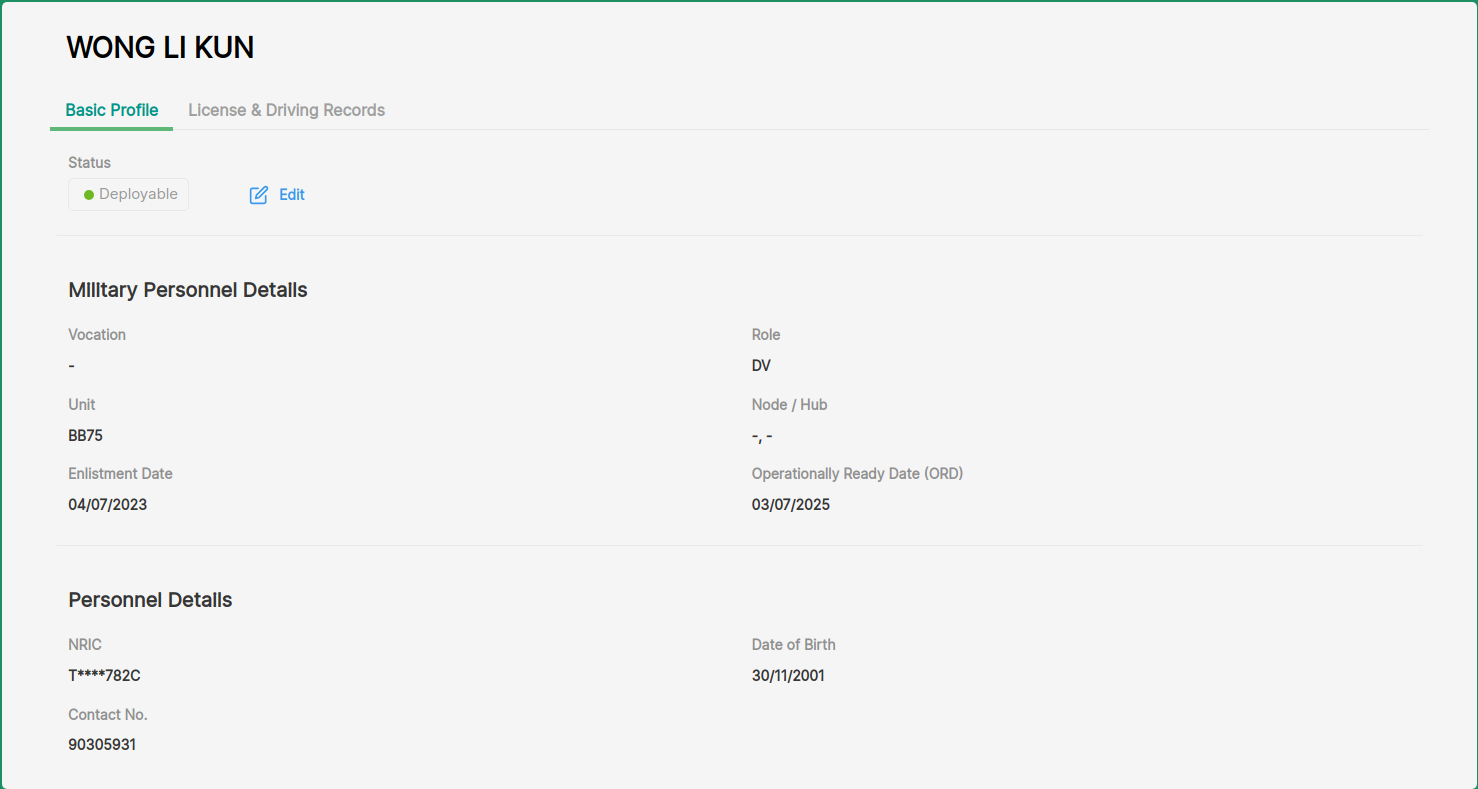 WONG LI KUN
Basic Profile License & Driving Records
Status
Deployable Edit
Military Personnel Details
Vocation Role
- DV
Unit Node / Hub
BB75 -, -
Enlistment Date Operationally Ready Date (ORD)
04/07/2023 03/07/2025
Personnel Details
NRIC Date of Birth
T****782C 30/11/2001
Contact No.
90305931